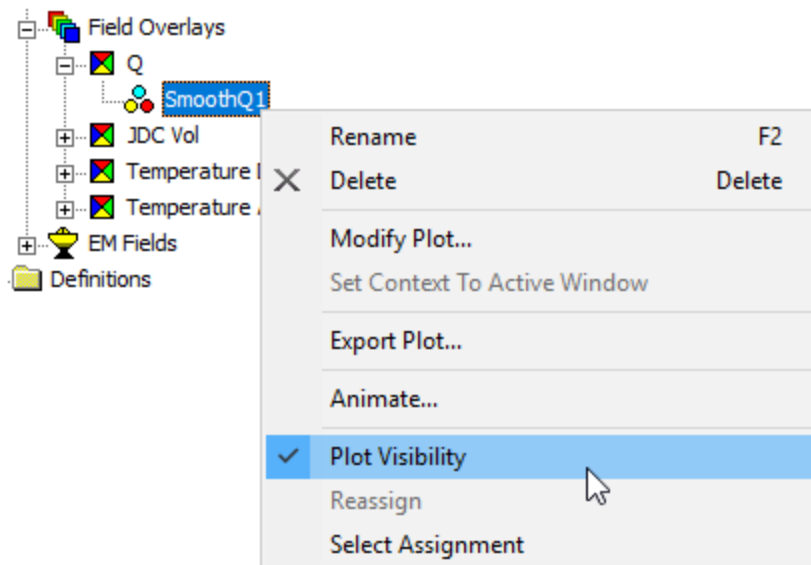 Field Overlays
Q
SmoothQ1
JDC Vol
Temperature
Temperature
EM Fields
Definitions
Rename F2
Delete Delete
Modify Plot...
Set Context To Active Window
Export Plot...
Animate...
Plot Visibility
Reassign
Select Assignment